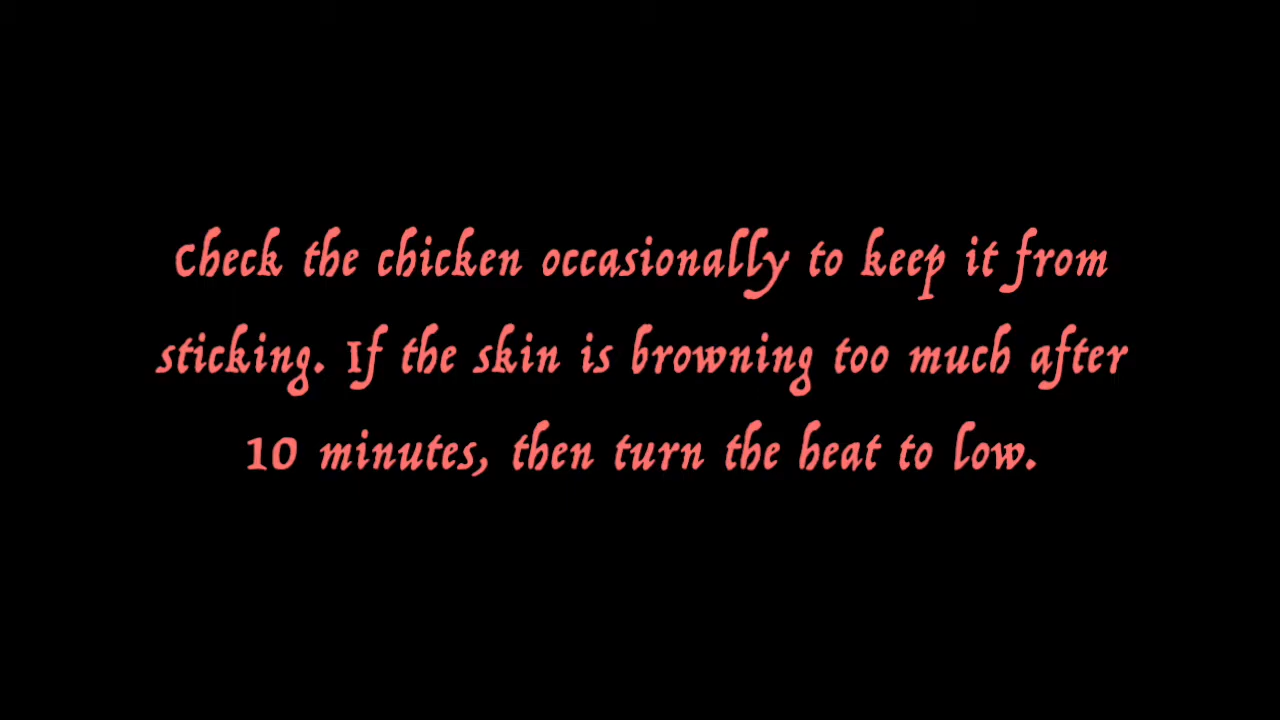 Check the chicken occasionally to keep it from
sticking. If the skin is browning too much after
10 minutes, then turn the heat to low.